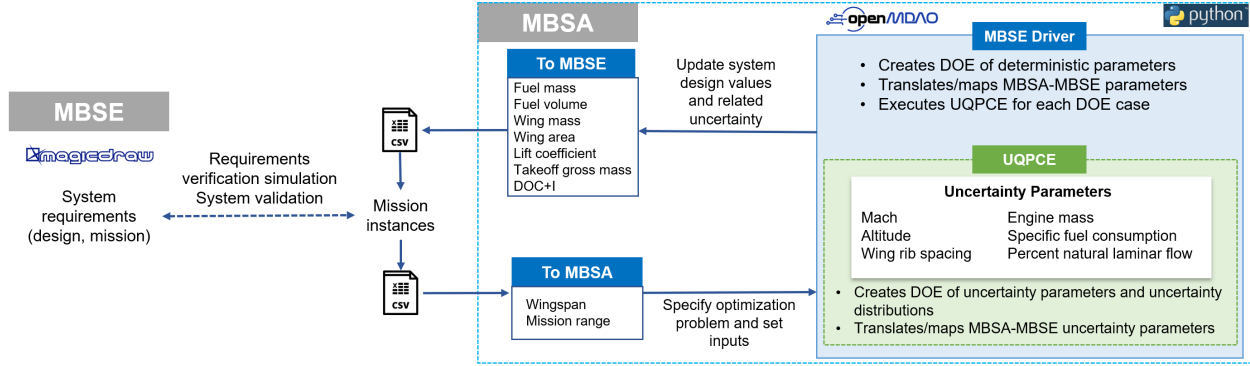 MBSE
magicdraw
System
requirements
(design, mission)
Requirements
verification simulation
System validation
CSV
Mission
instances
CSV
MBSA
To MBSE
Fuel mass
Fuel volume
Wing mass
Wing area
Lift coefficient
Takeoff gross mass
DOC+I
Update system
design values
and related
uncertainty
To MBSA
Wingspan
Mission range
Specify optimization
problem and set
inputs
openMDAO
python
MBSE Driver
• Creates DOE of deterministic parameters
• Translates/maps MBSA-MBSE parameters
• Executes UQPCE for each DOE case
UQPCE
Uncertainty Parameters
Mach
Altitude
Wing rib spacing
Engine mass
Specific fuel consumption
Percent natural laminar flow
• Creates DOE of uncertainty parameters and uncertainty
distributions
• Translates/maps MBSA-MBSE uncertainty parameters